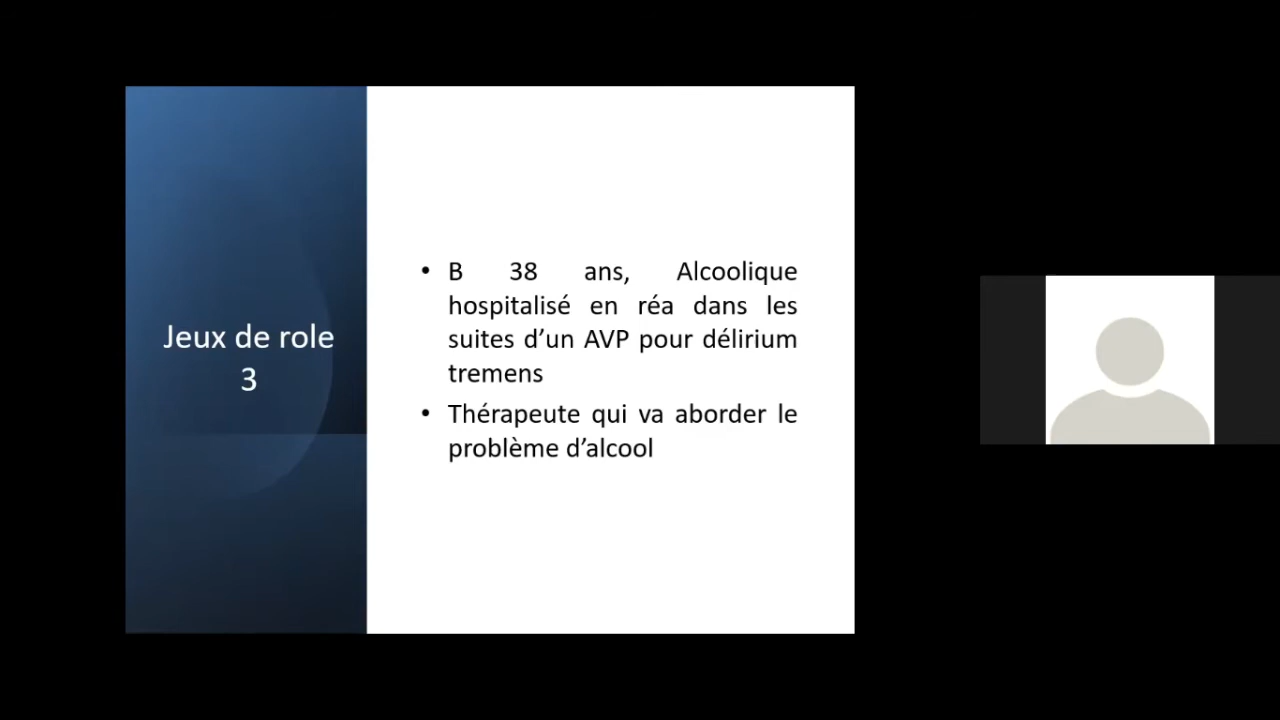 Jeux de role
3
• B 38 ans, Alcoolique
hospitalisé en réa dans les
suites d’un AVP pour délirium
tremens
• Thérapeute qui va aborder le
problème d’alcool